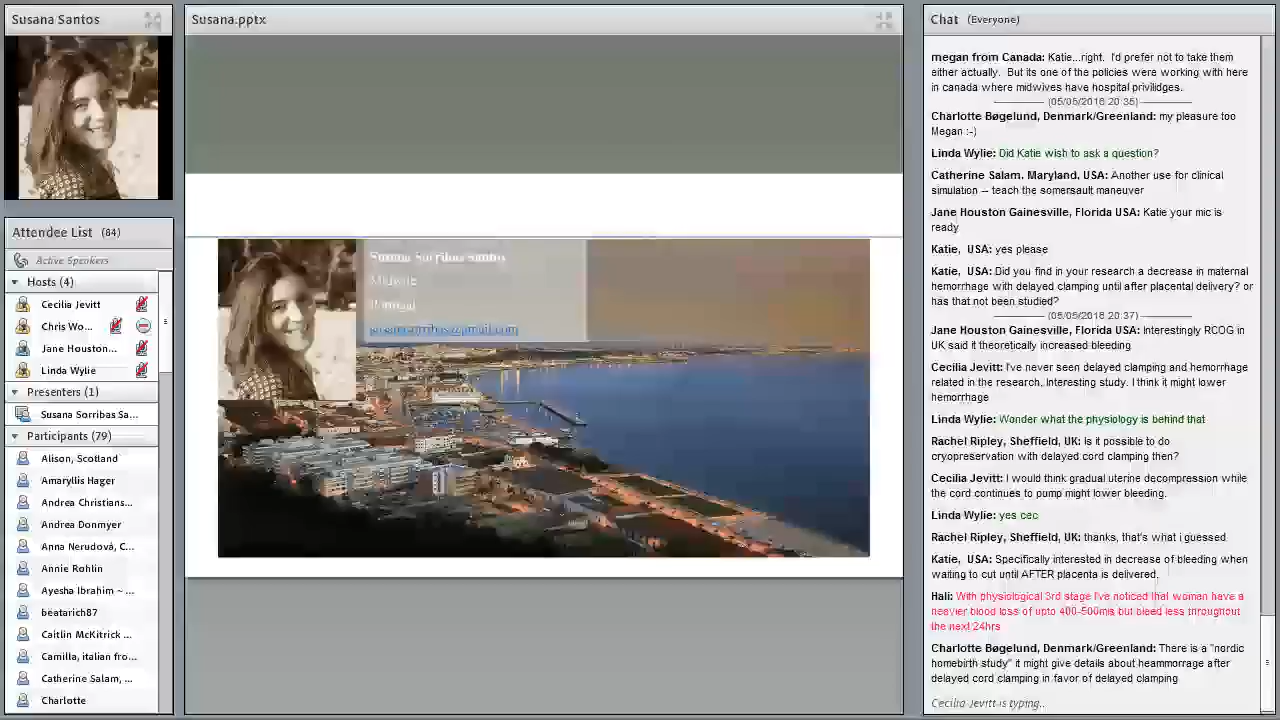 Susana Santos
Attendee List (84)
Active Speakers
Hosts (4)
Cecilia Jevitt
Chris Wo...
Jane Houston...
Linda Wylie
Presenters (1)
Susana Sorribas Sa...
Participants (79)
Alison, Scotland
Amaryllis Hager
Andrea Christians...
Andrea Donmyer
Anna Nerudová, C...
Annie Rohlin
Ayesha Ibrahim ~ ...
beatarich87
Caitlin McKitrick ...
Camilla, italian fro...
Catherine Salam, ...
Charlotte
Susana.pptx
Susana Sorribas Santos
Midwife
Portugal
Chat (Everyone)
megan from Canada: Katie...right. I'd prefer not to take them
either actually. But its one of the policies were working with here
in canada where midwives have hospital privilidges.
(05/05/2016 20:35)
Charlotte Bøgelund, Denmark/Greenland: my pleasure too
Megan :-)
Linda Wylie: Did Katie wish to ask a question?
Catherine Salam, Maryland, USA: Another use for clinical
simulation -- teach the somersault maneuver
Jane Houston Gainesville, Florida USA: Katie your mic is
ready
Katie, USA: yes please
Katie, USA: Did you find in your research a decrease in maternal
hemorrhage with delayed clamping until after placental delivery? or
has that not been studied?
(05/05/2016 20:37)
Jane Houston Gainesville, Florida USA: Interestingly RCOG in
UK said it theoretically increased bleeding
Cecilia Jevitt: I've never seen delayed clamping and hemorrhage
related in the research. Interesting study. I think it might lower
hemorrhage
Linda Wylie: Wonder what the physiology is behind that
Rachel Ripley, Sheffield, UK: Is it possible to do
cryopreservation with delayed cord clamping then?
Cecilia Jevitt: I would think gradual uterine decompression while
the cord continues to pump might lower bleeding.
Linda Wylie: yes cec
Rachel Ripley, Sheffield, UK: thanks, that's what i guessed
Katie, USA: Specifically interested in decrease of bleeding when
waiting to cut until AFTER placenta is delivered.
Hali: With physiological 3rd stage I've noticed that woman have a
heavier blood loss of upto 400-500mls but bleed less throughout
the next 24hrs
Charlotte Bøgelund, Denmark/Greenland: There is a "nordic
homebirth study" it might give details about heammorrage after
delayed cord clamping in favor of delayed clamping
Cecilia Jevitt is typing..